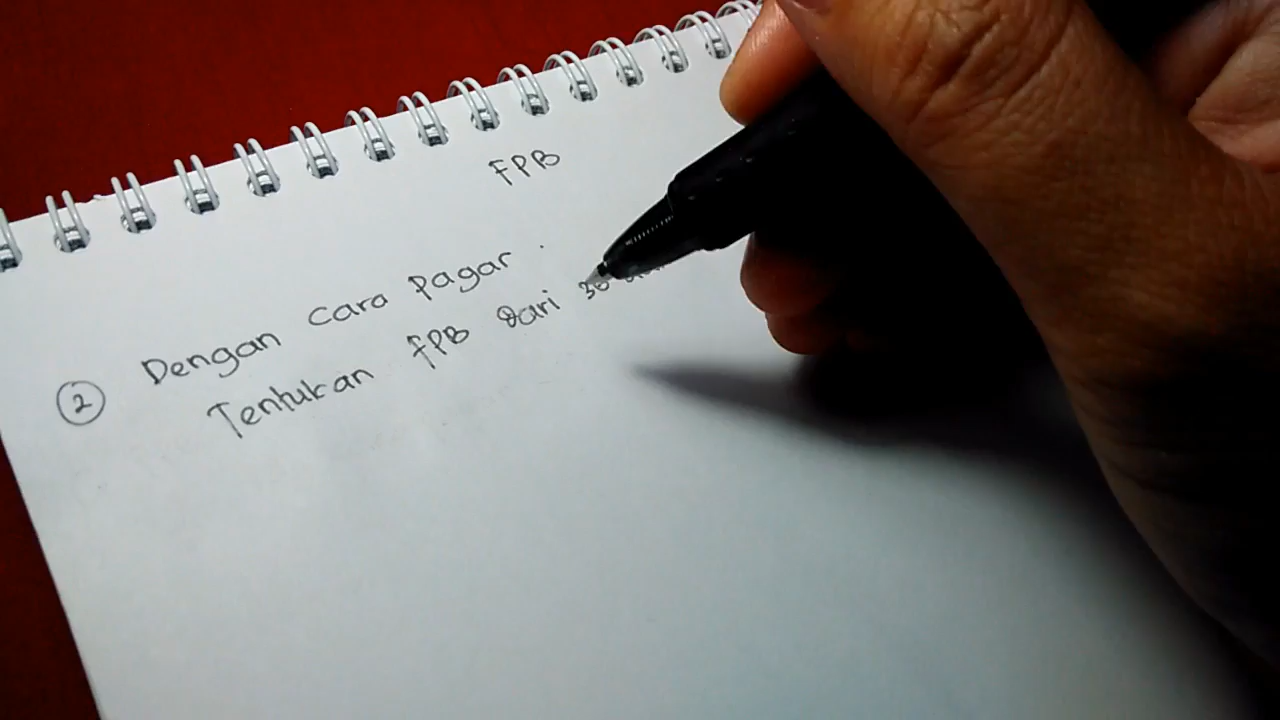 FPB
② Dengan cara pagar.
Tentukan FPB dari